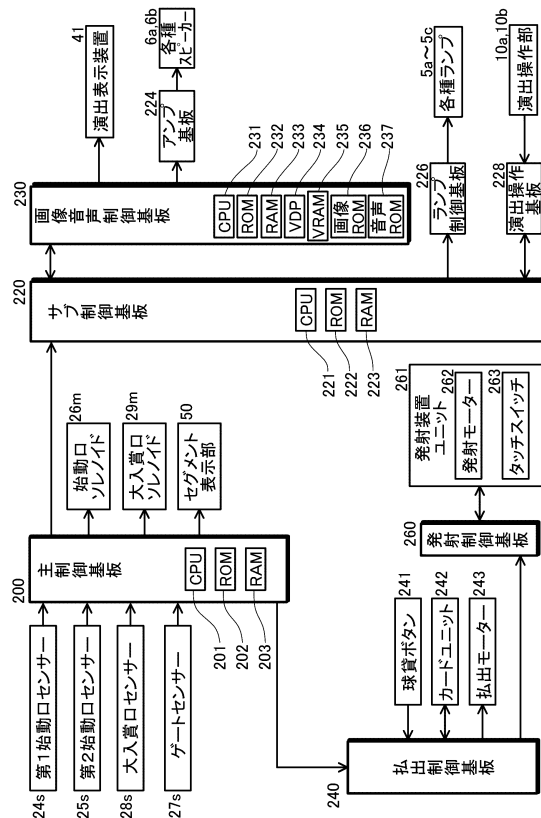 24s
第1始動口センサー
25s
第2始動口センサー
28s
大入賞口センサー
27s
ゲートセンサー
200
主制御基板
CPU
ROM
RAM
201
202
203
始動口
ソレノイド
26m
大入賞口
ソレノイド
29m
セグメント
表示部
50
240
払出制御基板
球貸ボタン
241
カードユニット
242
払出モーター
243
260
発射制御基板
261
発射装置
ユニット
262
発射モーター
263
タッチスイッチ
220
サブ制御基板
CPU
ROM
RAM
221
222
223
230
画像音声制御基板
CPU
ROM
RAM
VDP
VRAM
画像
ROM
音声
ROM
231
232
233
234
235
236
237
演出表示装置
41
224
アンプ
基板
各種
スピーカー
6a,6b
226
ランプ
制御基板
各種ランプ
5a～5c
228
演出操作
基板
演出操作部
10a,10b